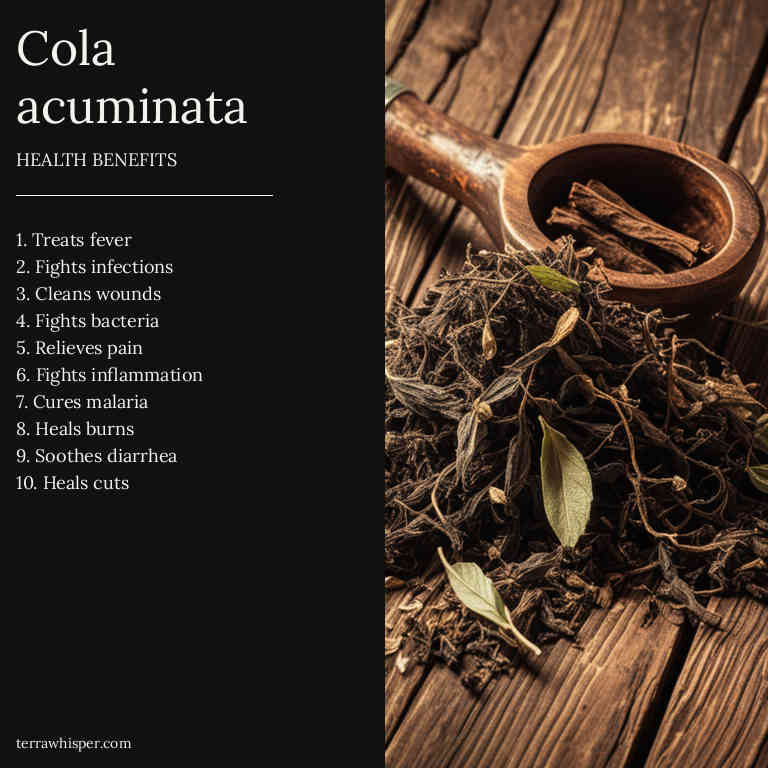 Cola
acuminata
HEALTH BENEFITS
1. Treats fever
2. Fights infections
3. Cleans wounds
4. Fights bacteria
5. Relieves pain
6. Fights inflammation
7. Cures malaria
8. Heals burns
9. Soothes diarrhea
10. Heals cuts
terrawhisper.com